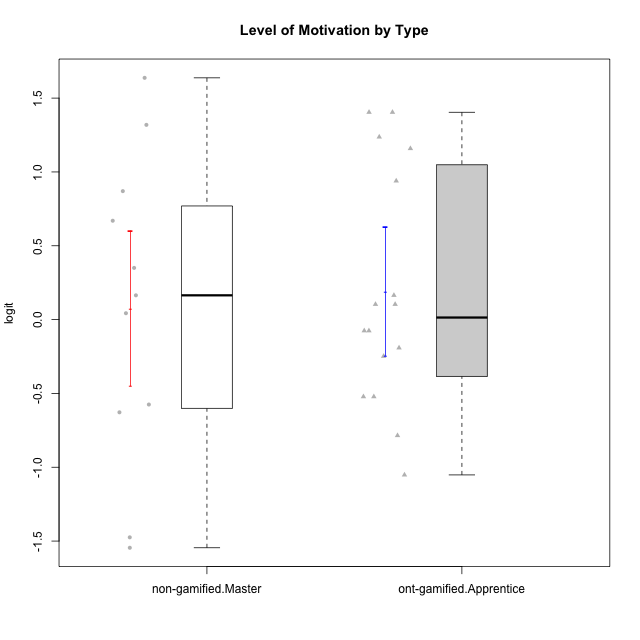 Level of Motivation by Type
1.5
1.0
0.5
0.0
-0.5
-1.0
-1.5
logit
non-gamified.Master
ont-gamified.Apprentice